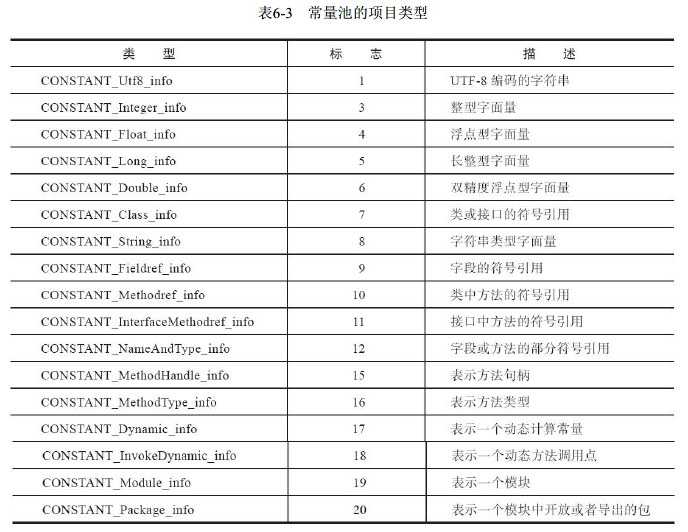 表6-3 常量池的项目类型
类 型 标 志 描 述
CONSTANT_Utf8_info 1 UTF-8 编码的字符串
CONSTANT_Integer_info 3 整型字面量
CONSTANT_Float_info 4 浮点型字面量
CONSTANT_Long_info 5 长整型字面量
CONSTANT_Double_info 6 双精度浮点型字面量
CONSTANT_Class_info 7 类或接口的符号引用
CONSTANT_String_info 8 字符串类型字面量
CONSTANT_Fieldref_info 9 字段的符号引用
CONSTANT_Methodref_info 10 类中方法的符号引用
CONSTANT_InterfaceMethodref_info 11 接口中方法的符号引用
CONSTANT_NameAndType_info 12 字段或方法的部分符号引用
CONSTANT_MethodHandle_info 15 表示方法句柄
CONSTANT_MethodType_info 16 表示方法类型
CONSTANT_Dynamic_info 17 表示一个动态计算常量
CONSTANT_InvokeDynamic_info 18 表示一个动态方法调用点
CONSTANT_Module_info 19 表示一个模块
CONSTANT_Package_info 20 表示一个模块中开放或者导出的包